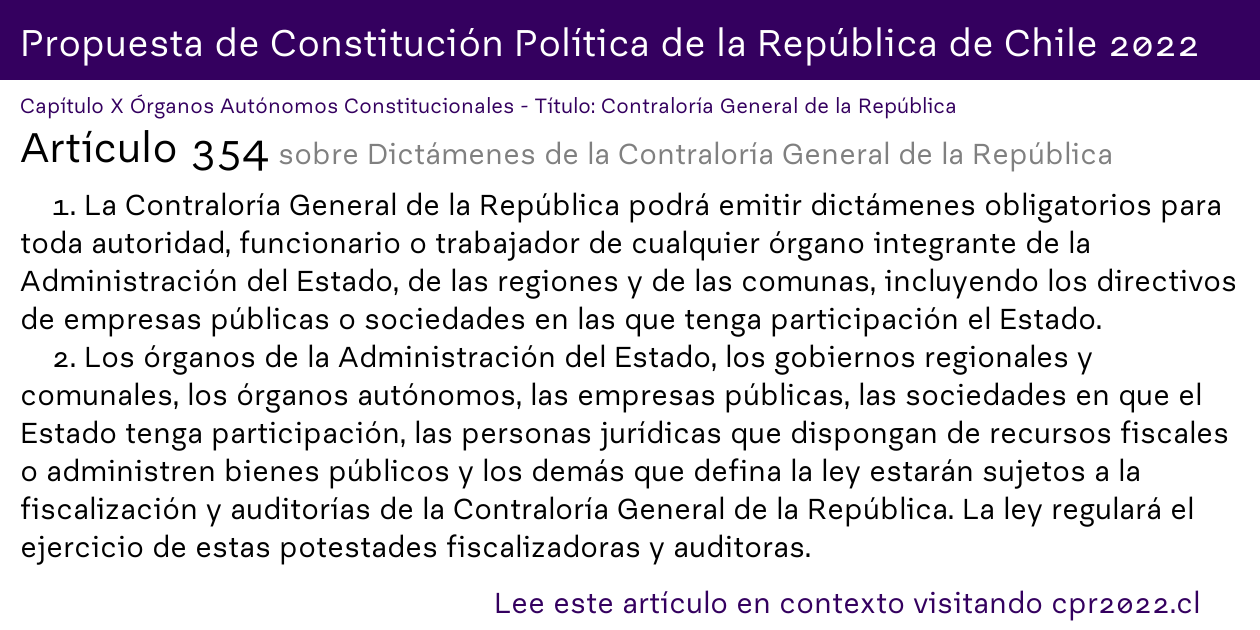 Propuesta de Constitución Política de la República de Chile 2022
Capítulo X Órganos Autónomos Constitucionales - Título: Contraloría General de la República
Artículo 354 sobre Dictámenes de la Contraloría General de la República
1. La Contraloría General de la República podrá emitir dictámenes obligatorios para
toda autoridad, funcionario o trabajador de cualquier órgano integrante de la
Administración del Estado, de las regiones y de las comunas, incluyendo los directivos
de empresas públicas o sociedades en las que tenga participación el Estado.
2. Los órganos de la Administración del Estado, los gobiernos regionales y
comunales, los órganos autónomos, las empresas públicas, las sociedades en que el
Estado tenga participación, las personas jurídicas que dispongan de recursos fiscales
o administren bienes públicos y los demás que defina la ley estarán sujetos a la
fiscalización y auditorías de la Contraloría General de la República. La ley regulará el
ejercicio de estas potestades fiscalizadoras y auditoras.
Lee este artículo en contexto visitando cpr2022.cl